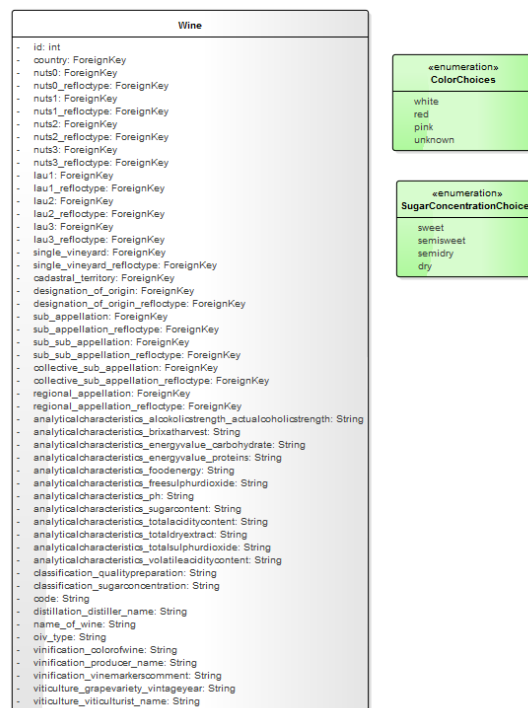 Wine
- id: int
- country: ForeignKey
- nuts0: ForeignKey
- nuts0_refloctype: ForeignKey
- nuts1: ForeignKey
- nuts1_refloctype: ForeignKey
- nuts2: ForeignKey
- nuts2_refloctype: ForeignKey
- nuts3: ForeignKey
- nuts3_refloctype: ForeignKey
- lau1: ForeignKey
- lau1_refloctype: ForeignKey
- lau2: ForeignKey
- lau2_refloctype: ForeignKey
- lau3: ForeignKey
- lau3_refloctype: ForeignKey
- single_vineyard: ForeignKey
- single_vineyard_refloctype: ForeignKey
- cadastral_territory: ForeignKey
- designation_of_origin: ForeignKey
- designation_of_origin_refloctype: ForeignKey
- sub_appellation: ForeignKey
- sub_appellation_refloctype: ForeignKey
- sub_sub_appellation: ForeignKey
- sub_sub_appellation_refloctype: ForeignKey
- collective_sub_appellation: ForeignKey
- collective_sub_appellation_refloctype: ForeignKey
- regional_appellation: ForeignKey
- regional_appellation_refloctype: ForeignKey
- analyticalcharacteristics_alcokolicstrength_actualcoholicstrength: String
- analyticalcharacteristics_brixatharvest: String
- analyticalcharacteristics_energyvalue_carbohydrate: String
- analyticalcharacteristics_energyvalue_proteins: String
- analyticalcharacteristics_foodenergy: String
- analyticalcharacteristics_freesulphurdioxide: String
- analyticalcharacteristics_ph: String
- analyticalcharacteristics_sugarcontent: String
- analyticalcharacteristics_totalaciditycontent: String
- analyticalcharacteristics_totaldryextract: String
- analyticalcharacteristics_totalsulphurdioxide: String
- analyticalcharacteristics_volatileaciditycontent: String
- classification_qualitypreparation: String
- classification_sugarconcentration: String
- code: String
- distillation_distiller_name: String
- name_of_wine: String
- oiv_type: String
- vinification_colorofwine: String
- vinification_producer_name: String
- vinification_vinemarkerscomment: String
- viticulture_grapevariety_vintageyear: String
- viticulture_viticulturist_name: String
«enumeration»
ColorChoices
white
red
pink
unknown
«enumeration»
SugarConcentrationChoice
sweet
semisweet
semidry
dry